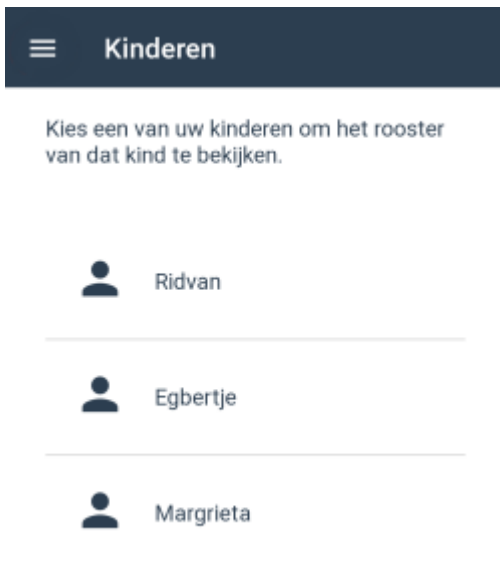 Kinderen
Kies een van uw kinderen om het rooster
van dat kind te bekijken.
Ridvan
Egbertje
Margrieta